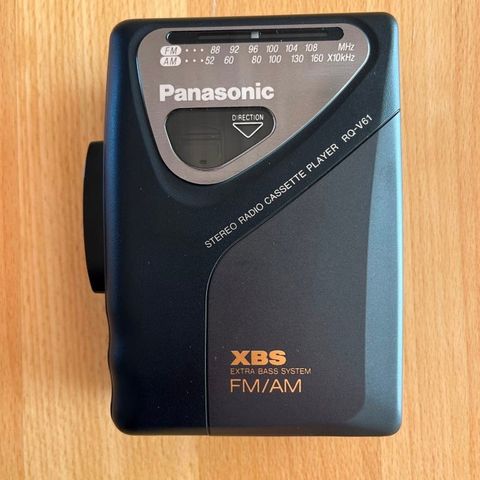 FM ··· 88 92 96 100 104 108 MHz
AM ··· 52 60 80 100 130 160 X10kHz
Panasonic
DIRECTION
STEREO RADIO CASSETTE PLAYER RQ-V61
XBS
EXTRA BASS SYSTEM
FM/AM